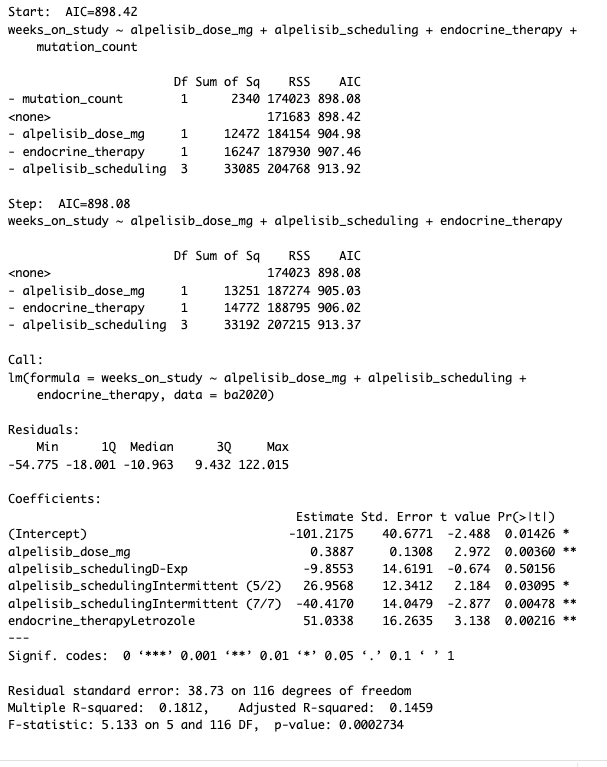 Start:  AIC=898.42
weeks_on_study ~ alpelisib_dose_mg + alpelisib_scheduling + endocrine_therapy +
    mutation_count

                       Df Sum of Sq    RSS    AIC
- mutation_count        1      2340 174023 898.08
<none>                              171683 898.42
- alpelisib_dose_mg     1     12472 184154 904.98
- endocrine_therapy     1     16247 187930 907.46
- alpelisib_scheduling  3     33085 204768 913.92

Step:  AIC=898.08
weeks_on_study ~ alpelisib_dose_mg + alpelisib_scheduling + endocrine_therapy

                       Df Sum of Sq    RSS    AIC
<none>                              174023 898.08
- alpelisib_dose_mg     1     13251 187274 905.03
- endocrine_therapy     1     14772 188795 906.02
- alpelisib_scheduling  3     33192 207215 913.37

Call:
lm(formula = weeks_on_study ~ alpelisib_dose_mg + alpelisib_scheduling +
    endocrine_therapy, data = ba2020)

Residuals:
    Min      1Q  Median      3Q     Max
-54.775 -18.001 -10.963   9.432 122.015

Coefficients:
                                      Estimate Std. Error t value Pr(>|t|)
(Intercept)                          -101.2175    40.6771  -2.488  0.01426 *
alpelisib_dose_mg                       0.3887     0.1308   2.972  0.00360 **
alpelisib_schedulingD-Exp              -9.8553    14.6191  -0.674  0.50156
alpelisib_schedulingIntermittent (5/2)  26.9568    12.3412   2.184  0.03095 *
alpelisib_schedulingIntermittent (7/7) -40.4170    14.0479  -2.877  0.00478 **
endocrine_therapyLetrozole             51.0338    16.2635   3.138  0.00216 **
---
Signif. codes:  0 ‘***’ 0.001 ‘**’ 0.01 ‘*’ 0.05 ‘.’ 0.1 ‘ ’ 1

Residual standard error: 38.73 on 116 degrees of freedom
Multiple R-squared:  0.1812,    Adjusted R-squared:  0.1459
F-statistic: 5.133 on 5 and 116 DF,  p-value: 0.0002734